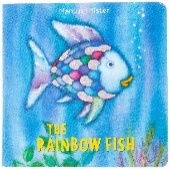 Marcus Pfister
THE
RAINBOW FISH